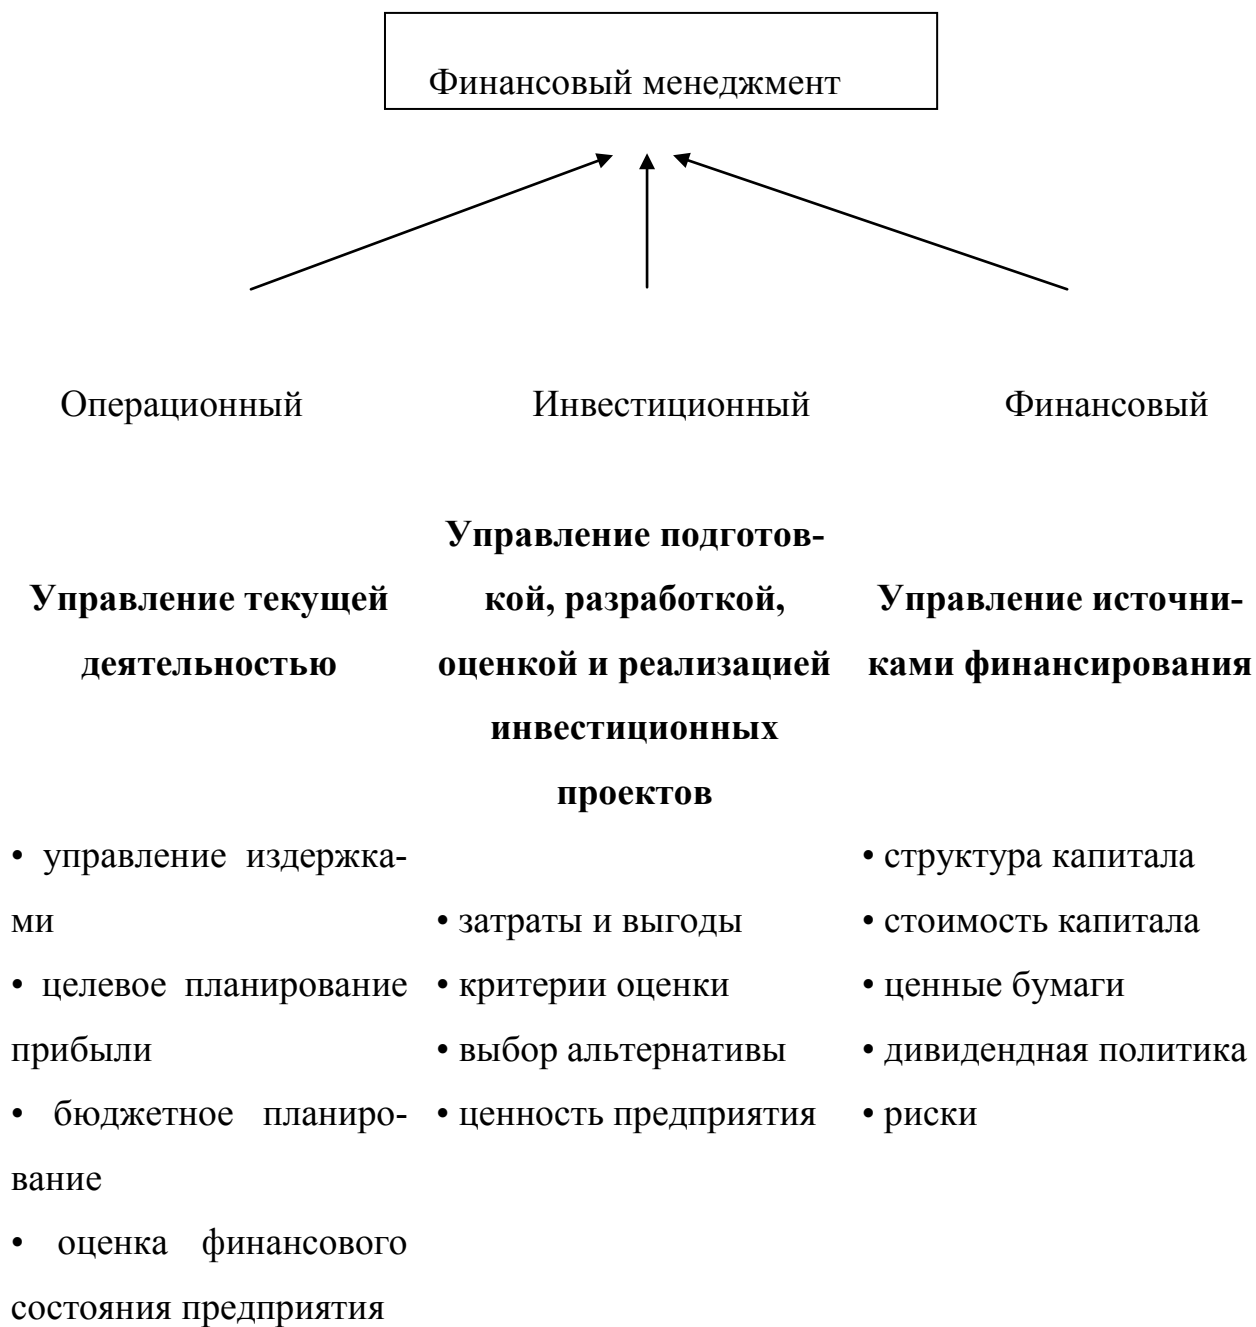 Финансовый менеджмент
Операционный
Инвестиционный
Финансовый
Управление текущей
деятельностью
Управление подготов-
кой, разработкой,
оценкой и реализацией
инвестиционных
проектов
Управление источни-
ками финансирования
• управление издержка-
ми
• целевое планирование
прибыли
• бюджетное планиро-
вание
• оценка финансового
состояния предприятия
• затраты и выгоды
• критерии оценки
• выбор альтернативы
• ценность предприятия
• структура капитала
• стоимость капитала
• ценные бумаги
• дивидендная политика
• риски